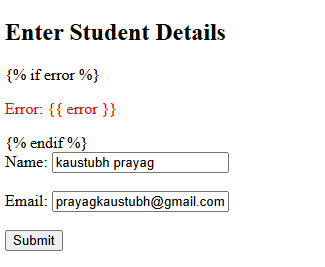 Enter Student Details
{% if error %}
Error: {{ error }}
{% endif %}
Name: kaustubh prayag
Email: prayagkaustubh@gmail.com
Submit